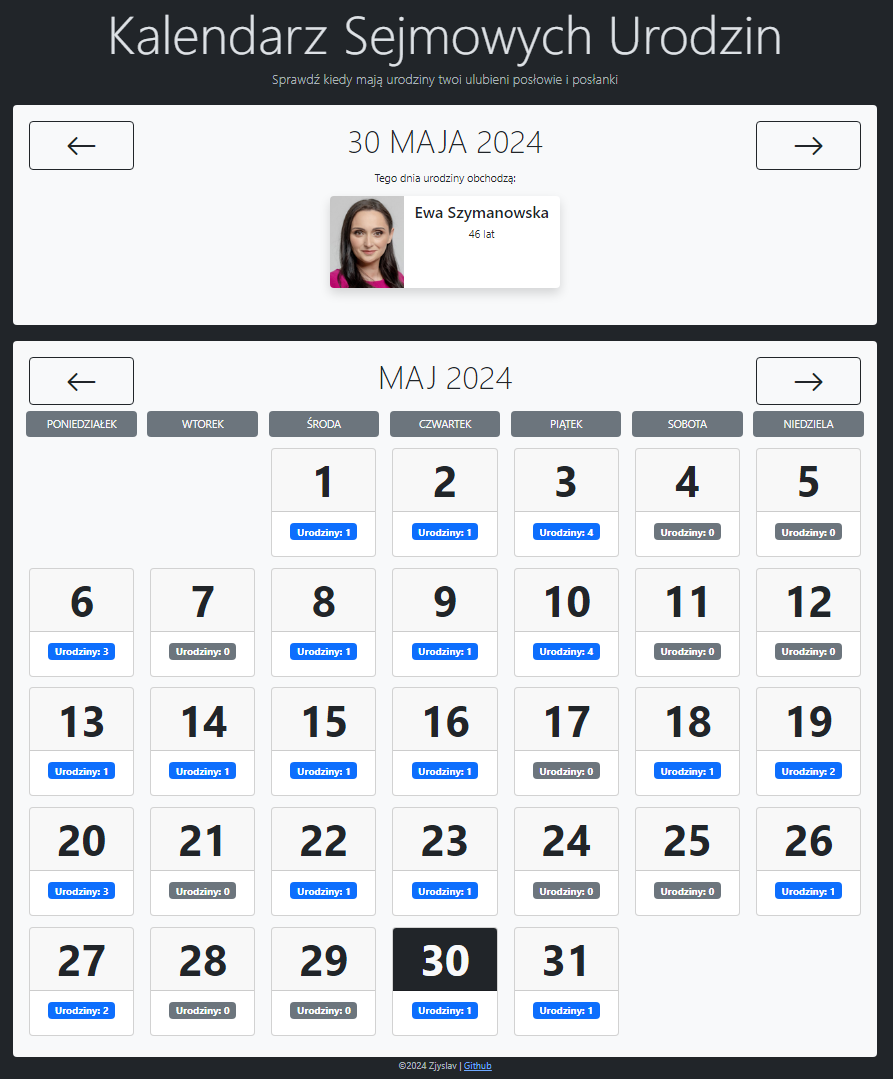 Kalendarz Sejmowych Urodzin
Sprawdź kiedy mają urodziny twoi ulubieni posłowie i posłanki
← 30 MAJA 2024 →
Tego dnia urodziny obchodzą:
Ewa Szymanowska
46 lat
← MAJ 2024 →
PONIEDZIAŁEK WTOREK ŚRODA CZWARTEK PIĄTEK SOBOTA NIEDZIELA
1 2 3 4 5
Urodziny: 1 Urodziny: 1 Urodziny: 4 Urodziny: 0 Urodziny: 0
6 7 8 9 10 11 12
Urodziny: 3 Urodziny: 0 Urodziny: 1 Urodziny: 1 Urodziny: 4 Urodziny: 0 Urodziny: 0
13 14 15 16 17 18 19
Urodziny: 1 Urodziny: 1 Urodziny: 1 Urodziny: 1 Urodziny: 0 Urodziny: 1 Urodziny: 2
20 21 22 23 24 25 26
Urodziny: 3 Urodziny: 0 Urodziny: 1 Urodziny: 1 Urodziny: 0 Urodziny: 0 Urodziny: 1
27 28 29 30 31
Urodziny: 2 Urodziny: 0 Urodziny: 0 Urodziny: 1 Urodziny: 1
©2024 Zjyslav | Github